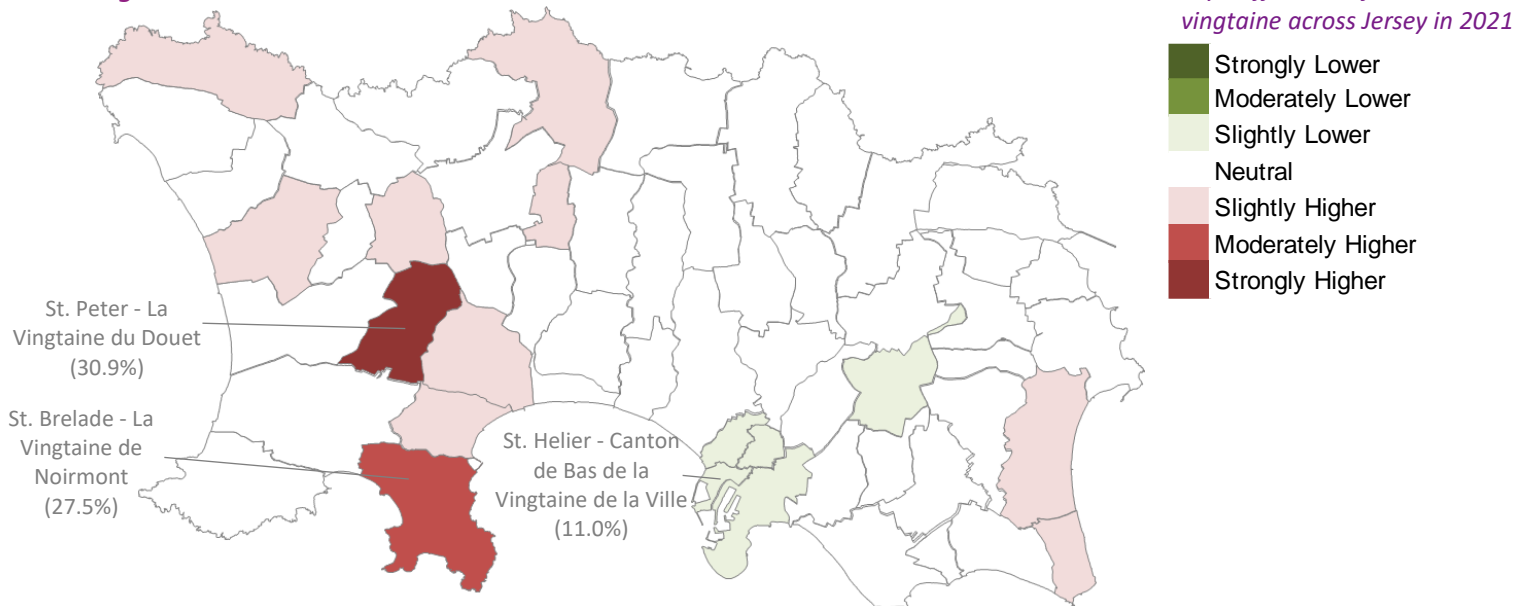 vingtaine across Jersey in 2021
Strongly Lower
Moderately Lower
Slightly Lower
Neutral
Slightly Higher
Moderately Higher
Strongly Higher
St. Peter - La
Vingtaine du Douet
(30.9%)
St. Brelade - La
Vingtaine de
Noirmont
(27.5%)
St. Helier - Canton
de Bas de la
Vingtaine de la Ville
(11.0%)